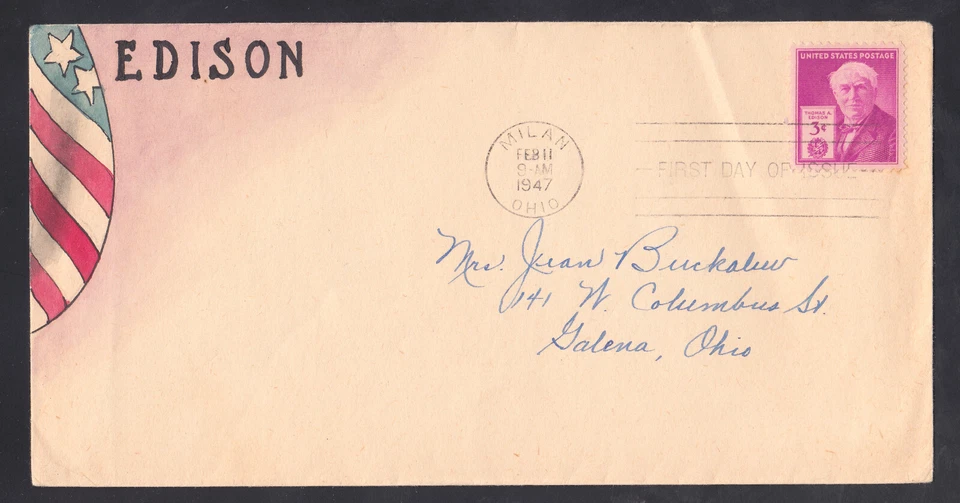 EDISON
UNITED STATES POSTAGE
THOMAS A.
EDISON
3¢
MILAN
FEB 11
9-AM
1947
OHIO
FIRST DAY OF ISSUE
Mrs. Juan Buckalew
141 W. Columbus St.
Galena, Ohio